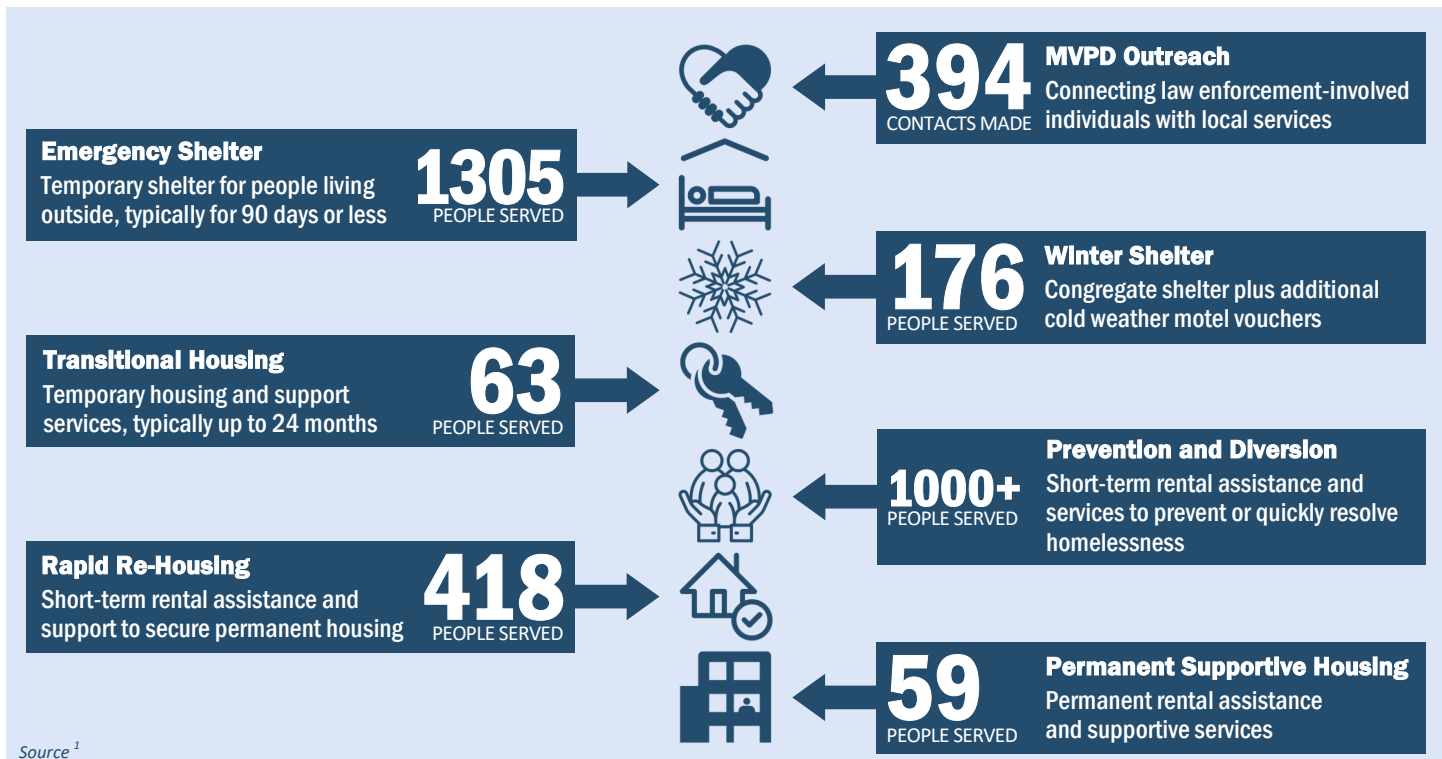 394
CONTACTS MADE
MVPD Outreach
Connecting law enforcement-involved
individuals with local services
Emergency Shelter
Temporary shelter for people living
outside, typically for 90 days or less
1305
PEOPLE SERVED
176
PEOPLE SERVED
Winter Shelter
Congregate shelter plus additional
cold weather motel vouchers
Transitional Housing
Temporary housing and support
services, typically up to 24 months
63
PEOPLE SERVED
1000+
PEOPLE SERVED
Prevention and Diversion
Short-term rental assistance and
services to prevent or quickly resolve
homelessness
Rapid Re-Housing
Short-term rental assistance and
support to secure permanent housing
418
PEOPLE SERVED
59
PEOPLE SERVED
Permanent Supportive Housing
Permanent rental assistance
and supportive services
Source 1